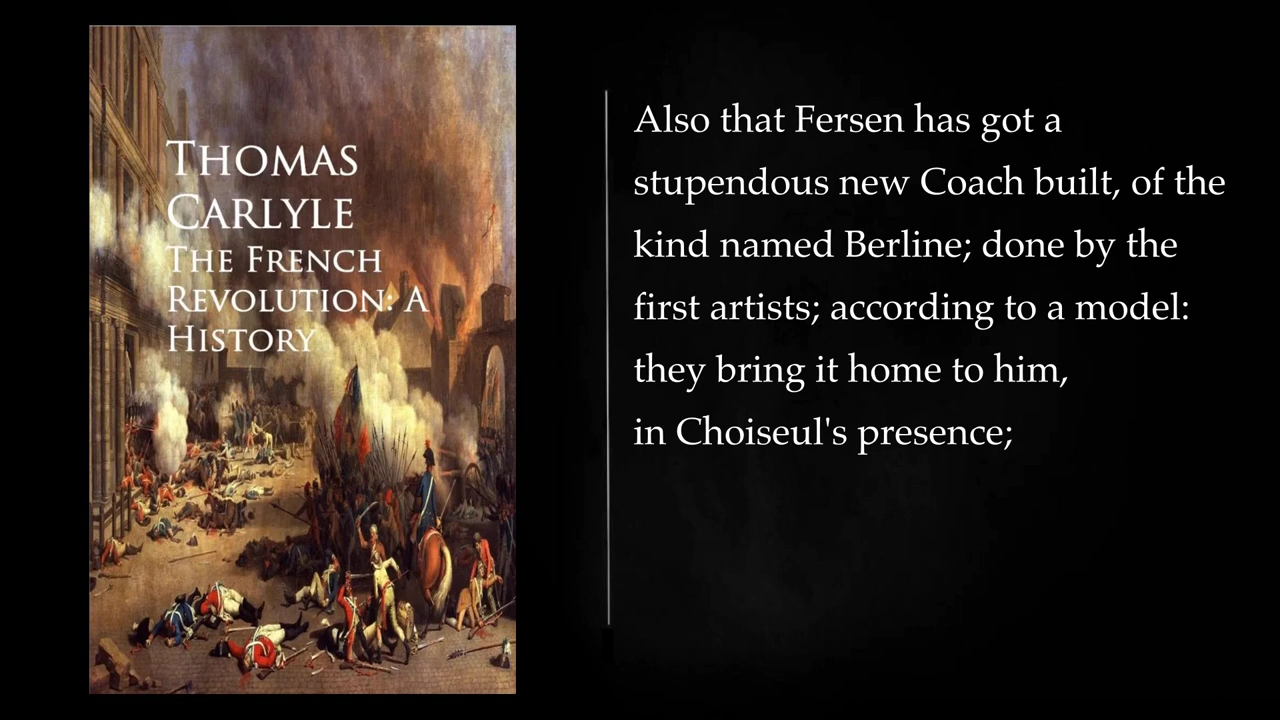 THOMAS
CARLYLE
THE FRENCH
REVOLUTION: A
HISTORY
Also that Fersen has got a
stupendous new Coach built, of the
kind named Berline; done by the
first artists; according to a model:
they bring it home to him,
in Choiseul's presence;